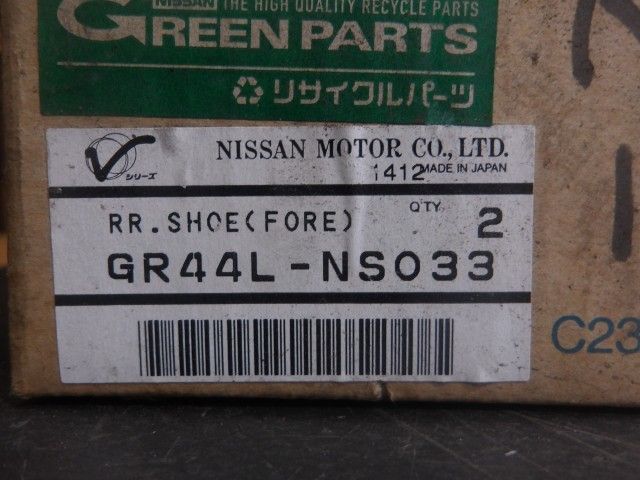 NISSAN THE HIGH QUALITY RECYCLE PARTS
GREEN PARTS
リサイクルパーツ
V シリーズ
NISSAN MOTOR CO., LTD.
1412 MADE IN JAPAN
RR.SHOE(FORE)
QTY 2
GR44L-NS033
C23